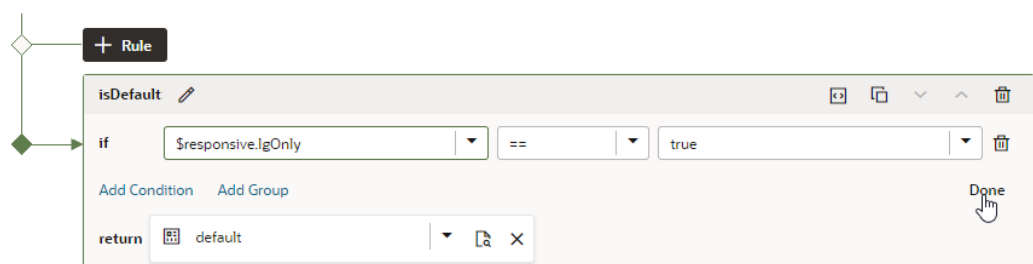 + Rule
isDefault
if $responsive.lgOnly == true
Add Condition Add Group Done
return default